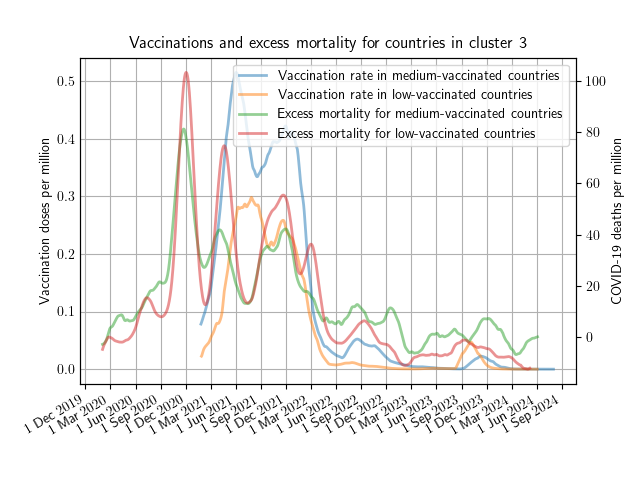 Vaccinations and excess mortality for countries in cluster 3
Vaccination rate in medium-vaccinated countries
Vaccination rate in low-vaccinated countries
Excess mortality for medium-vaccinated countries
Excess mortality for low-vaccinated countries
Vaccination doses per million
0.5
0.4
0.3
0.2
0.1
0.0
100
80
60
40
20
0
COVID-19 deaths per million
1 Dec 2019
1 Mar 2020
1 Jun 2020
1 Sep 2020
1 Dec 2020
1 Mar 2021
1 Jun 2021
1 Sep 2021
1 Dec 2021
1 Mar 2022
1 Jun 2022
1 Sep 2022
1 Dec 2022
1 Mar 2023
1 Jun 2023
1 Sep 2023
1 Dec 2023
1 Mar 2024
1 Jun 2024
1 Sep 2024